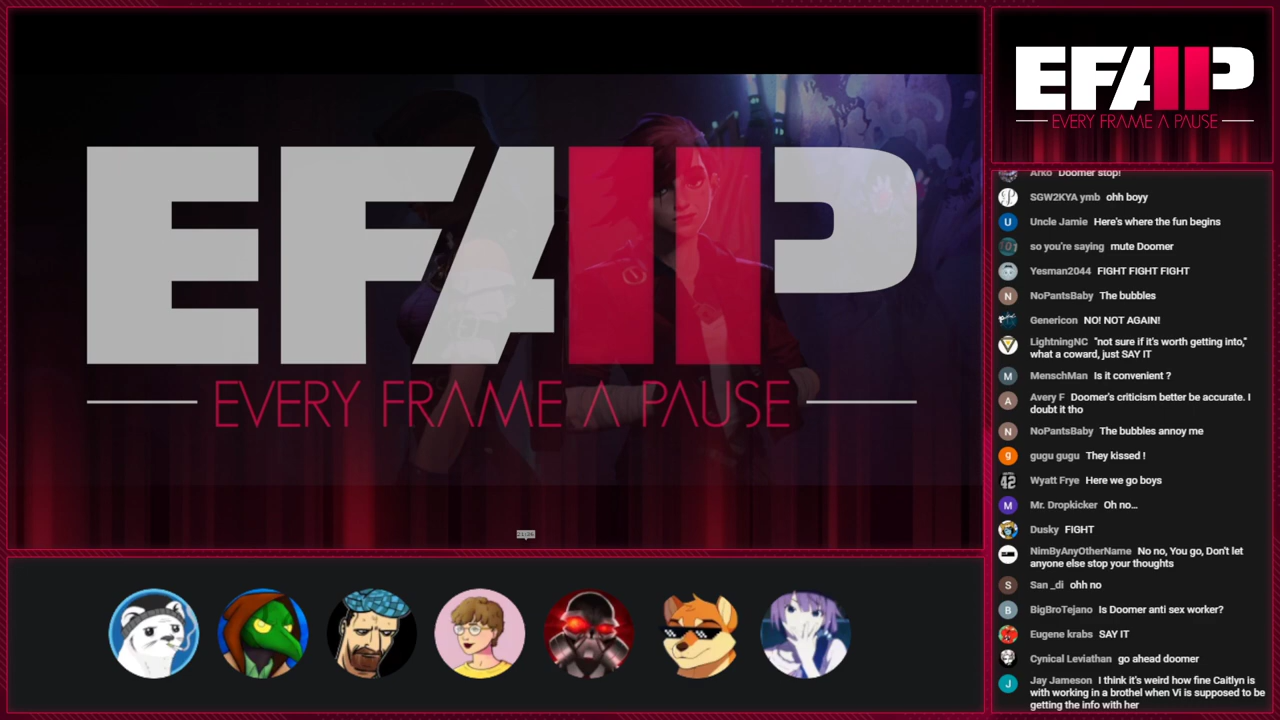 EFAP
EVERY FRAME A PAUSE
EFAP
EVERY FRAME A PAUSE
Arko Doomer stop!
SGW2KYA ymb ohh boyy
U Uncle Jamie Here's where the fun begins
so you're saying mute Doomer
Yesman2044 FIGHT FIGHT FIGHT
N NoPantsBaby The bubbles
Genericon NO! NOT AGAIN!
LightningNC "not sure if it's worth getting into,"
what a coward, just SAY IT
M MenschMan Is it convenient ?
A Avery F Doomer's criticism better be accurate. I
doubt it tho
N NoPantsBaby The bubbles annoy me
g gugu gugu They kissed !
42 Wyatt Frye Here we go boys
M Mr. Dropkicker Oh no...
Dusky FIGHT
NimByAnyOtherName No no, You go, Don't let
anyone else stop your thoughts
S San _di ohh no
B BigBroTejano Is Doomer anti sex worker?
Eugene krabs SAY IT
Cynical Leviathan go ahead doomer
J Jay Jameson I think it's weird how fine Caitlyn is
with working in a brothel when Vi is supposed to be
getting the info with her